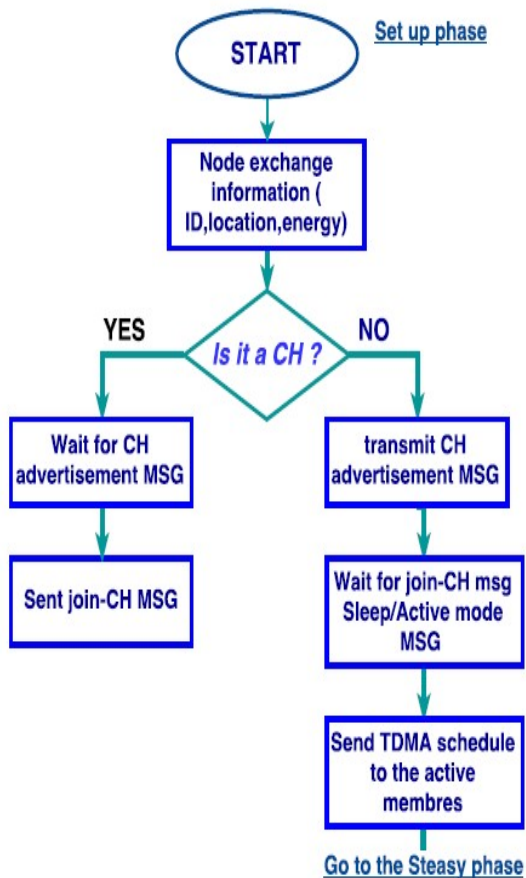 Set up phase
START
Node exchange
information (
ID,location,energy)
YES
NO
Is it a CH ?
Wait for CH
advertisement MSG
transmit CH
advertisement MSG
Sent join-CH MSG
Wait for join-CH msg
Sleep/Active mode
MSG
Send TDMA schedule
to the active
membres
Go to the Steasy phase